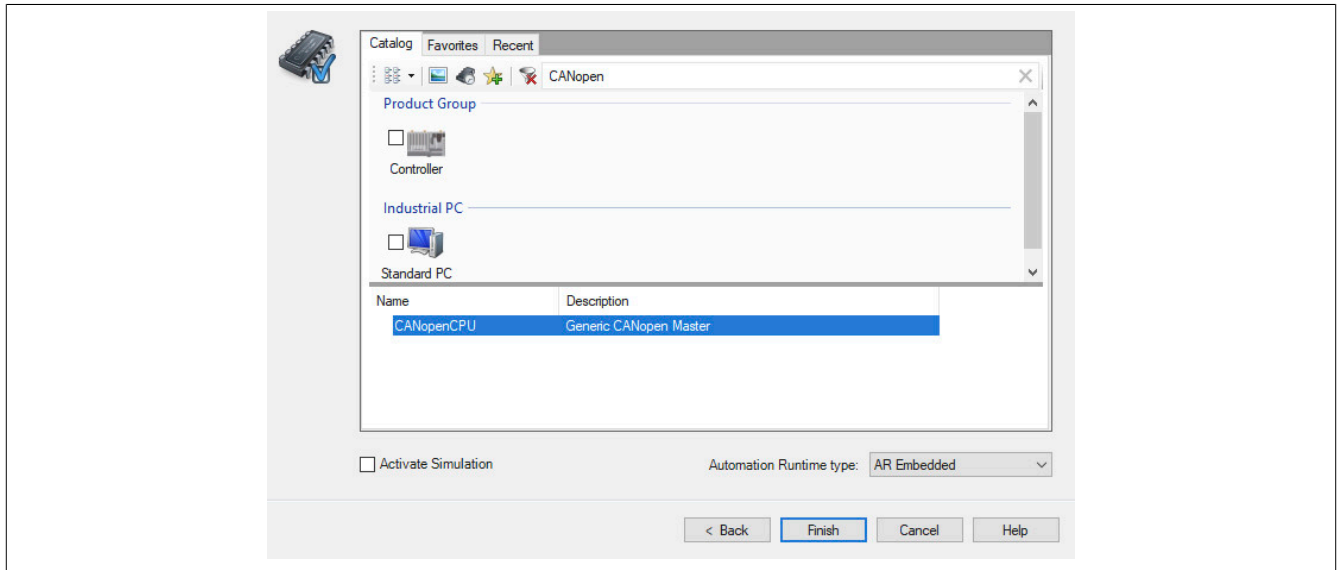 Catalog Favorites Recent
CANopen
Product Group
Controller
Industrial PC
Standard PC
Name Description
CANopenCPU Generic CANopen Master
Activate Simulation Automation Runtime type: AR Embedded
< Back Finish Cancel Help